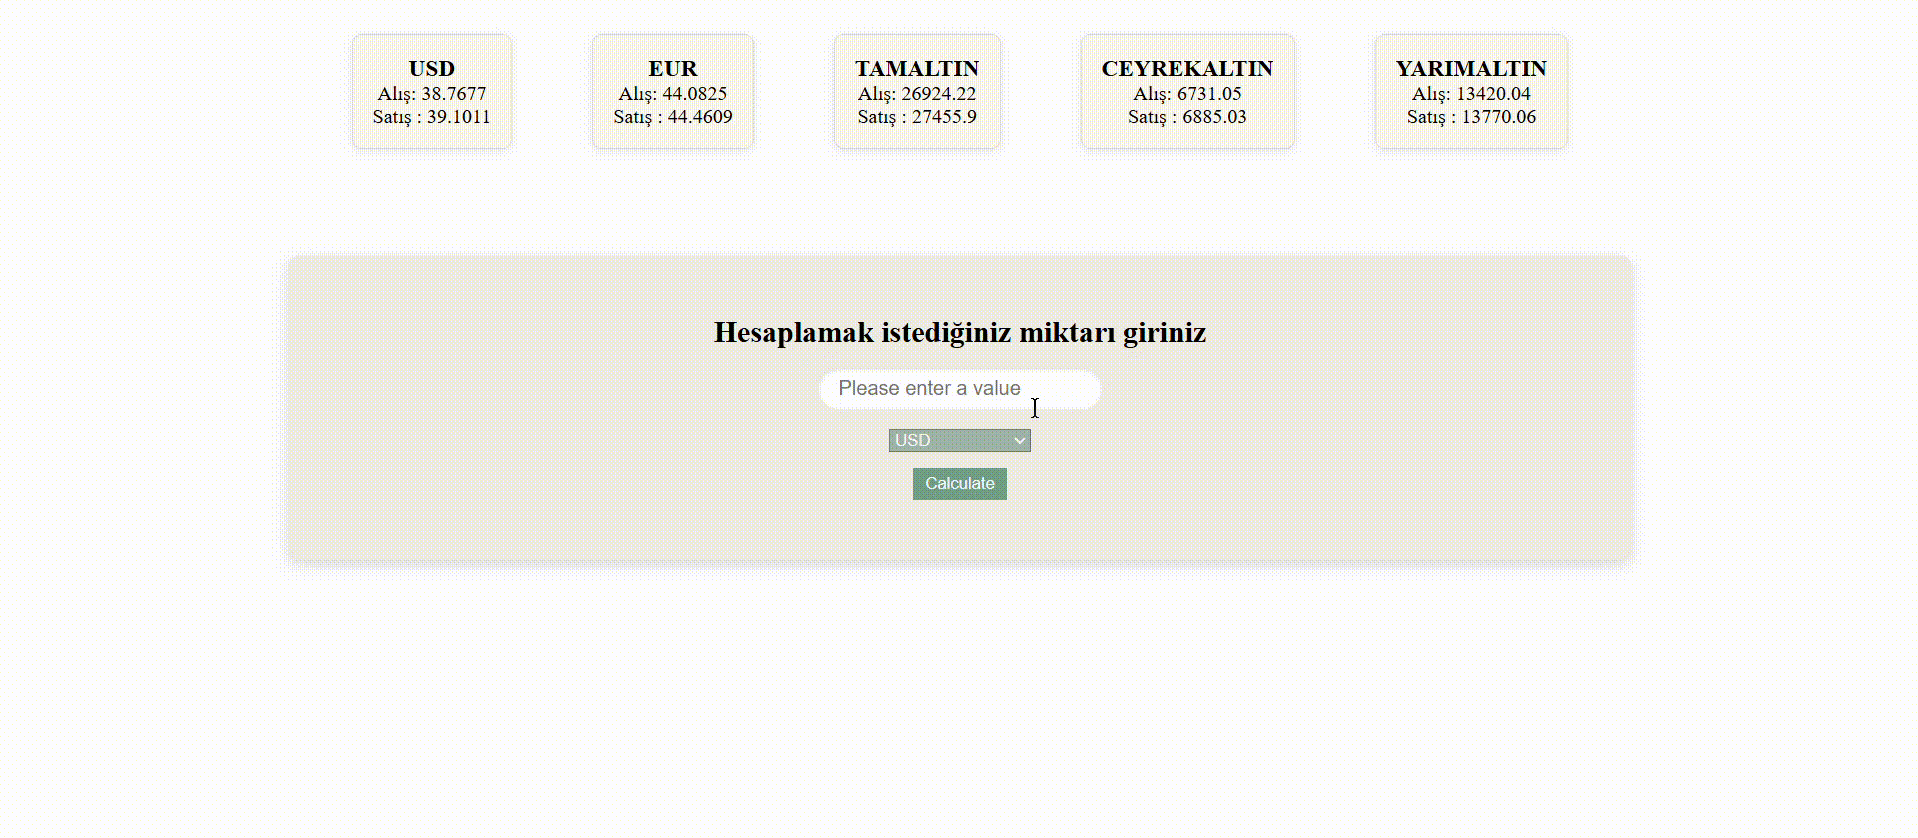 USD
Alış: 38.7677
Satış : 39.1011
EUR
Alış: 44.0825
Satış : 44.4609
TAMALTIN
Alış: 26924.22
Satış : 27455.9
CEYREKALTIN
Alış: 6731.05
Satış : 6885.03
YARIMALTIN
Alış: 13420.04
Satış : 13770.06
Hesaplamak istediğiniz miktarı giriniz
Please enter a value
USD
Calculate